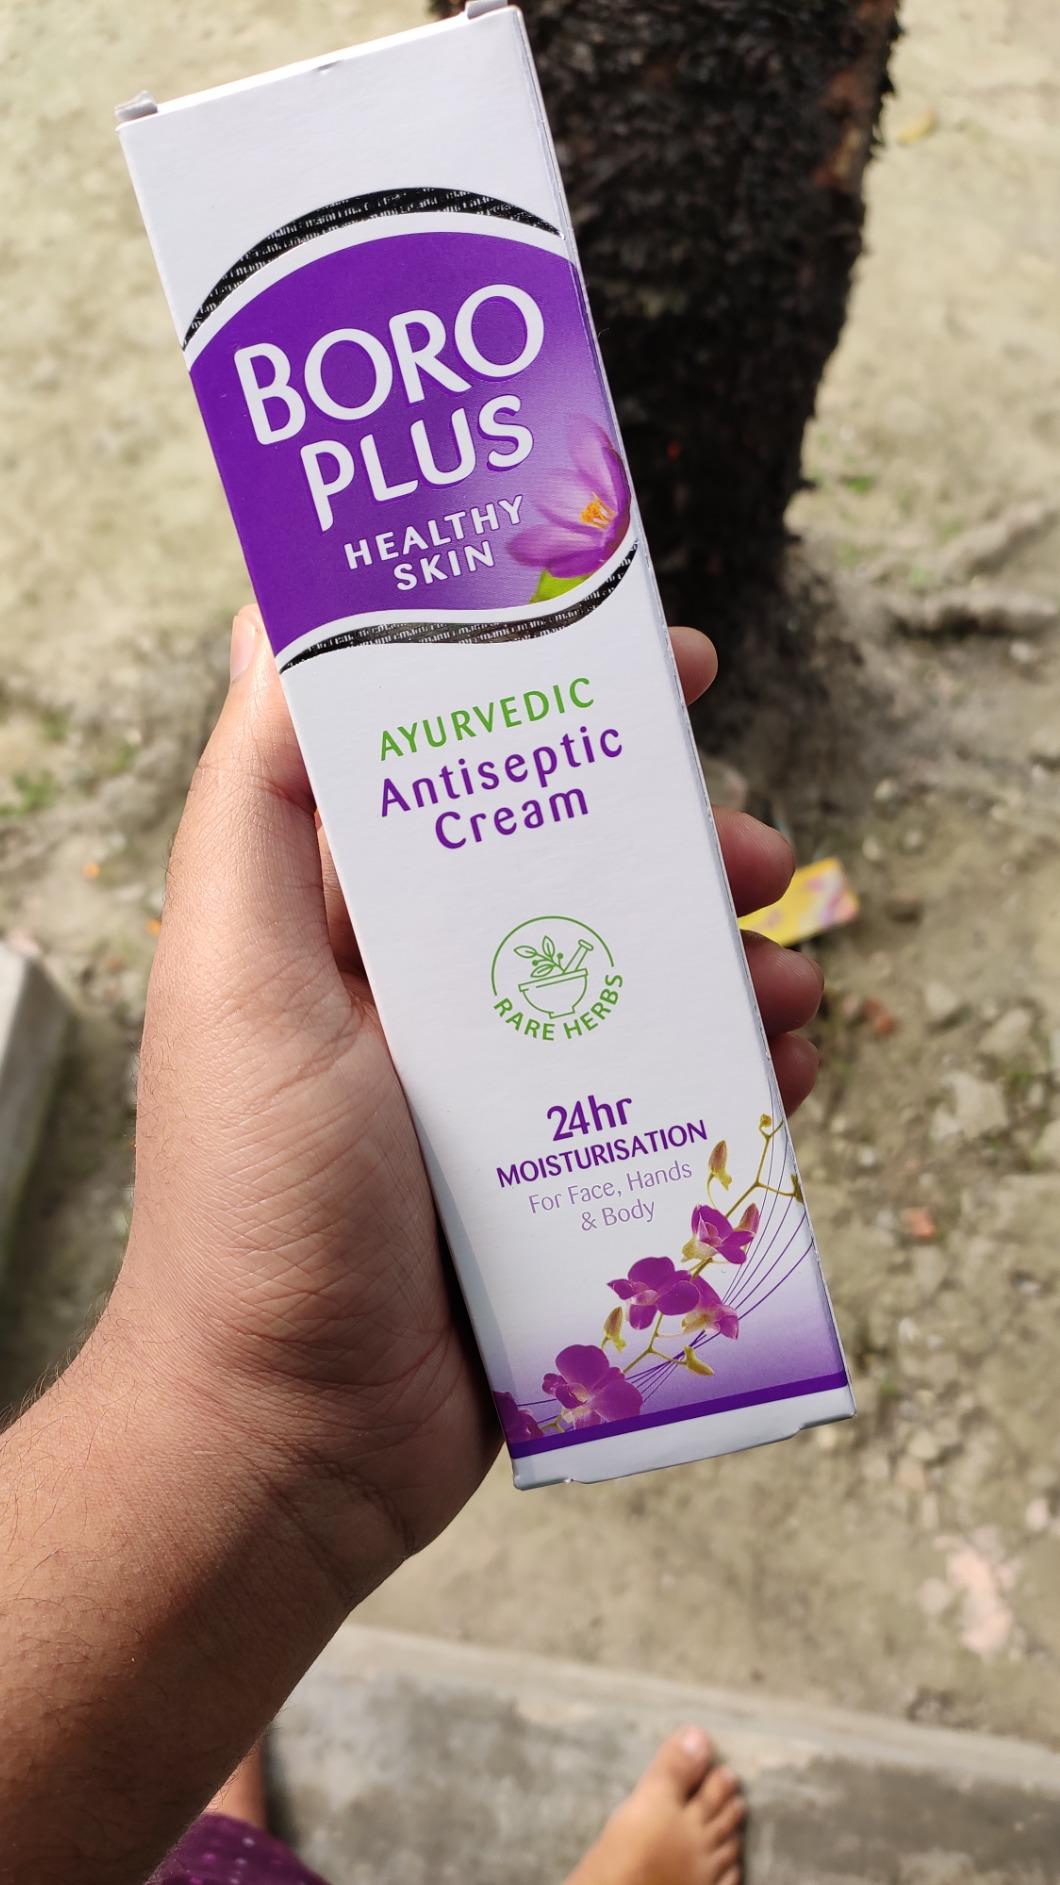 BORO
PLUS
HEALTHY
SKIN
AYURVEDIC
Antiseptic
Cream
RARE HERBS
24hr
MOISTURISATION
For Face, Hands
& Body